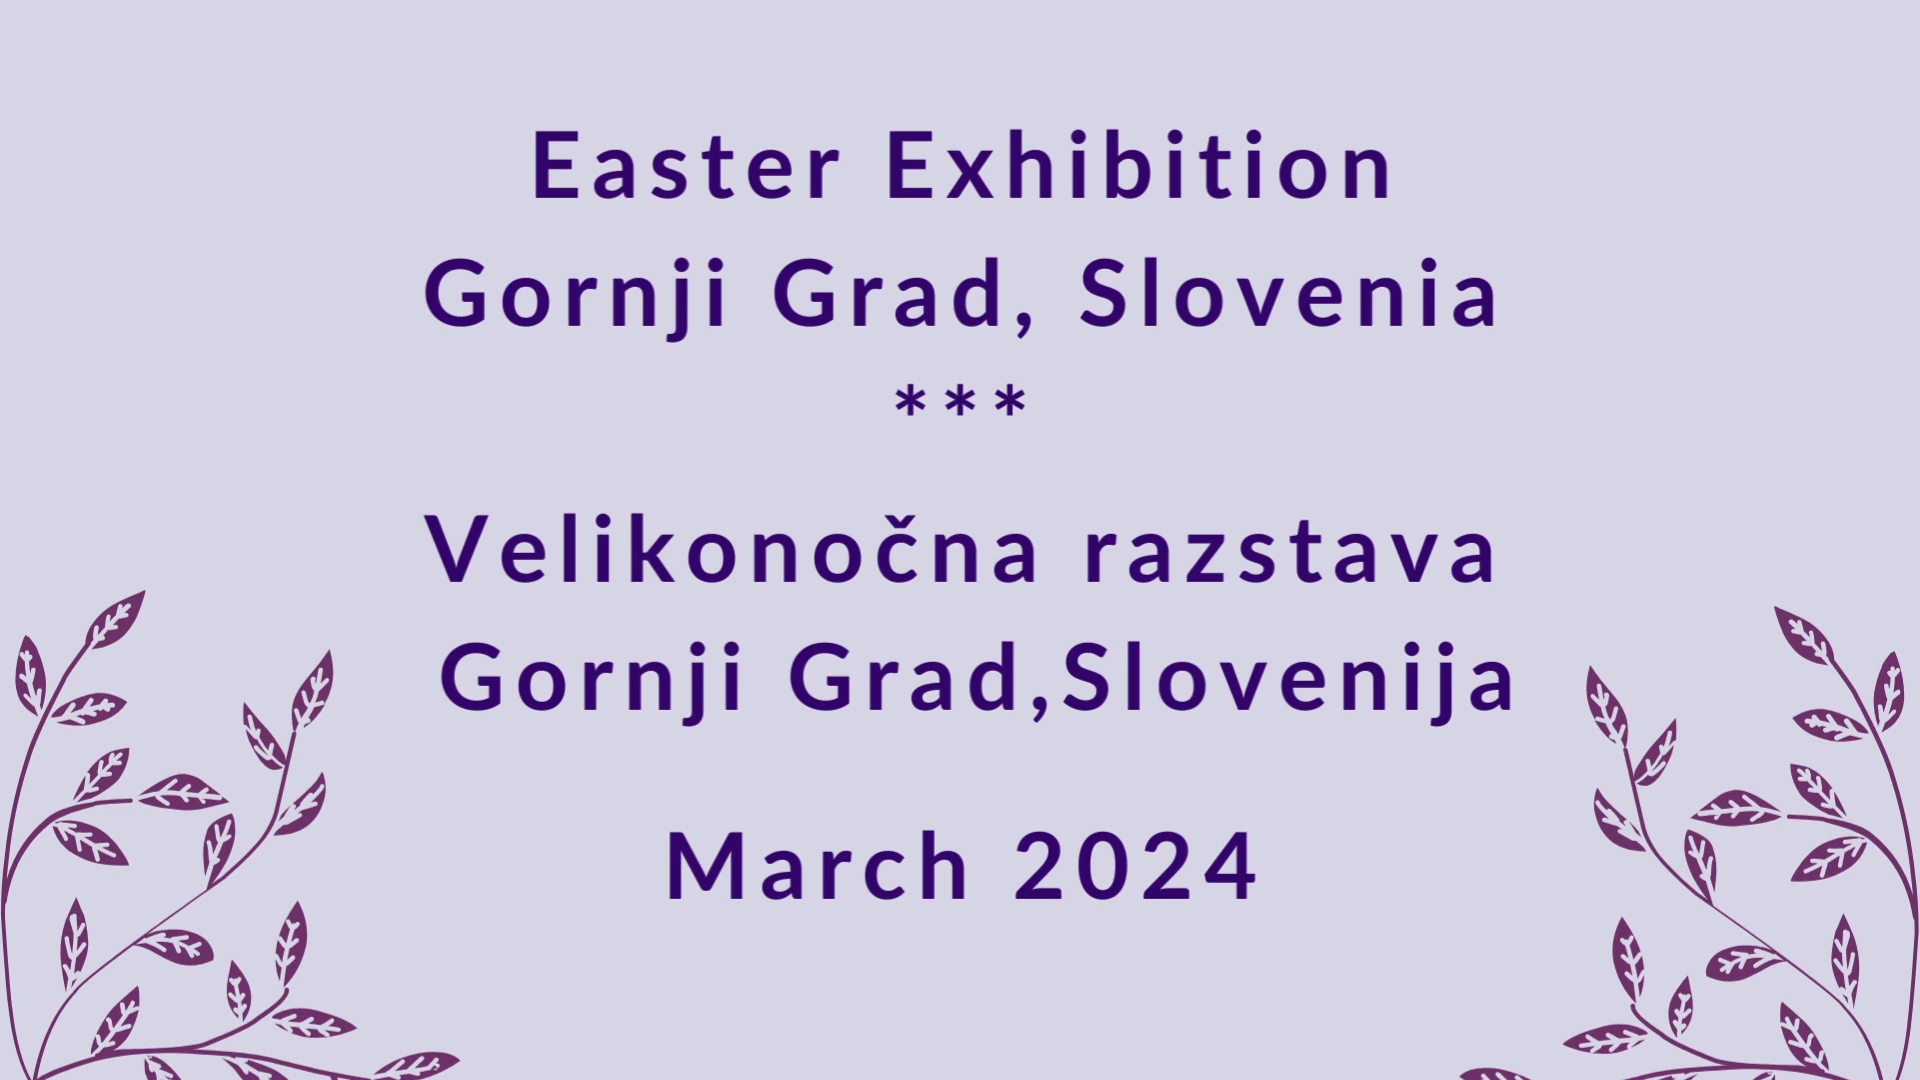 Easter Exhibition
Gornji Grad, Slovenia
***
Velikonočna razstava
Gornji Grad,Slovenija
March 2024